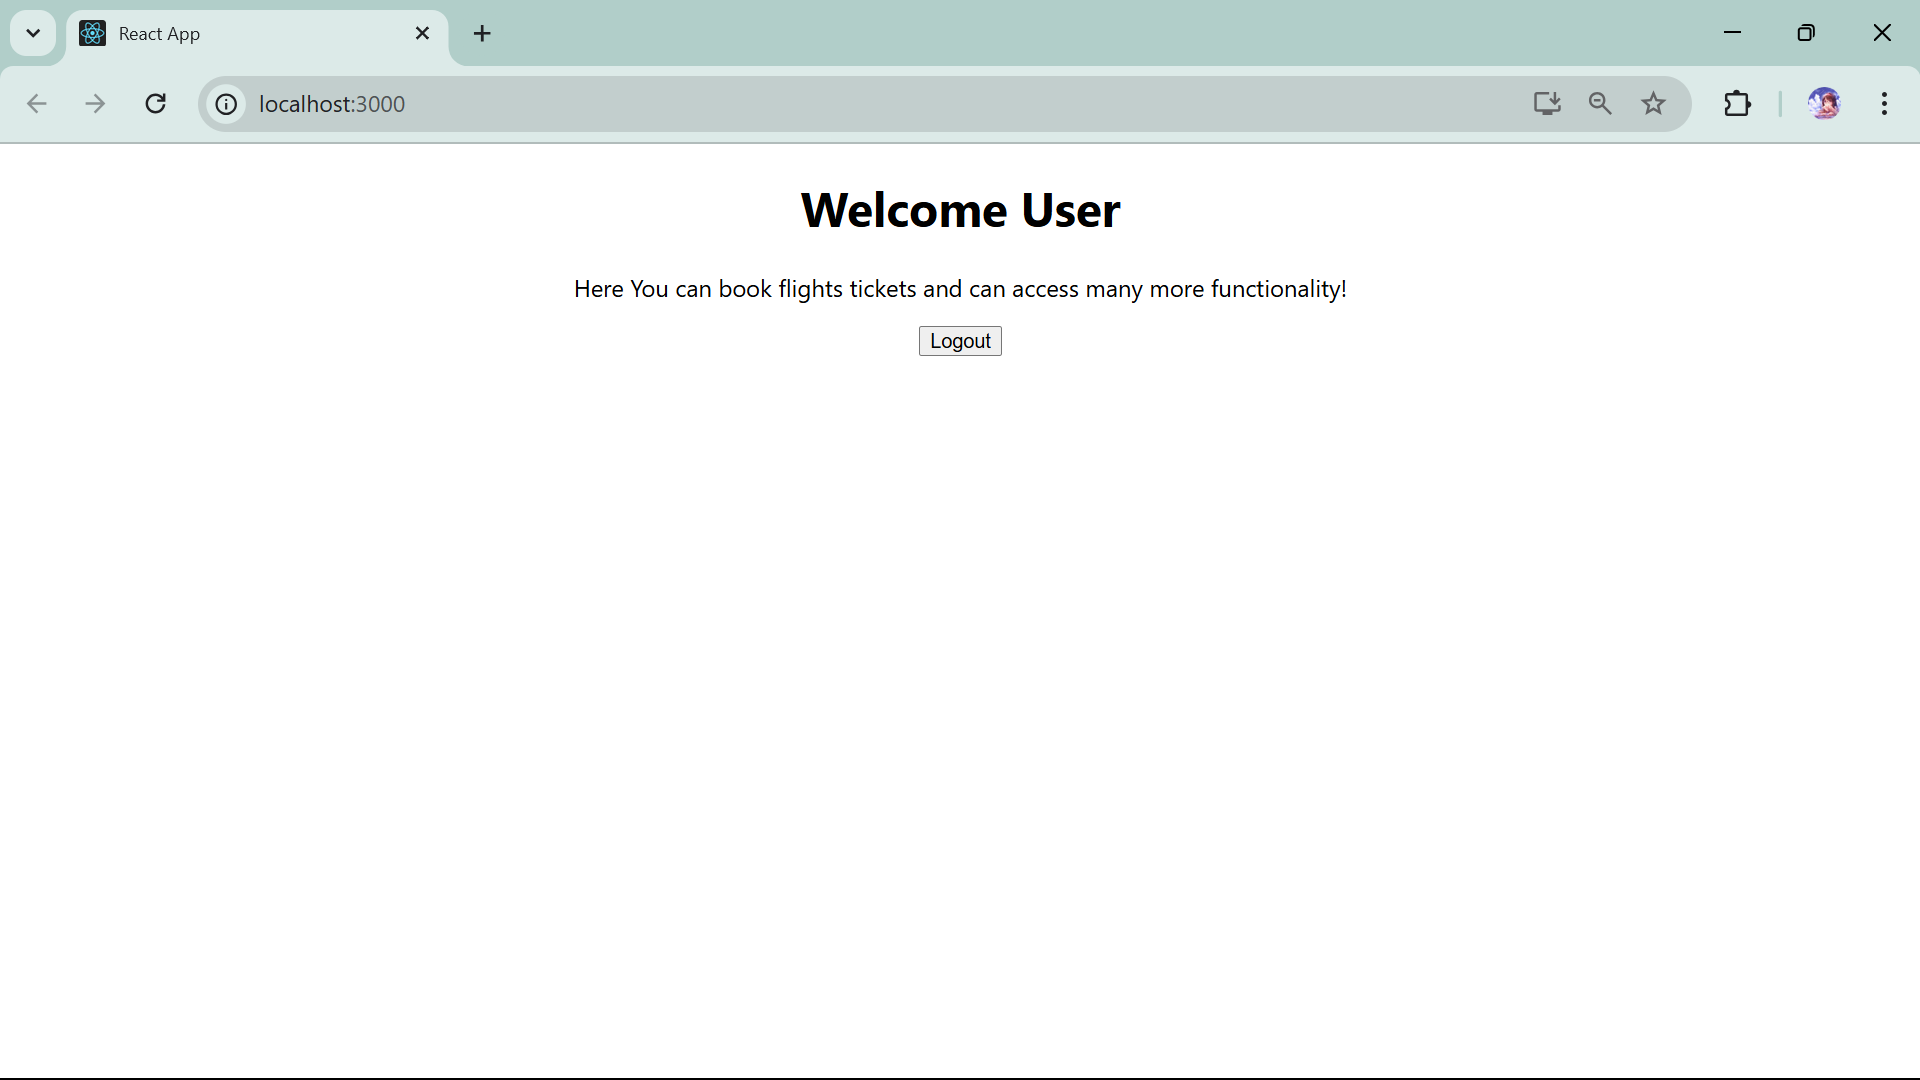 React App
localhost:3000
Welcome User
Here You can book flights tickets and can access many more functionality!
Logout